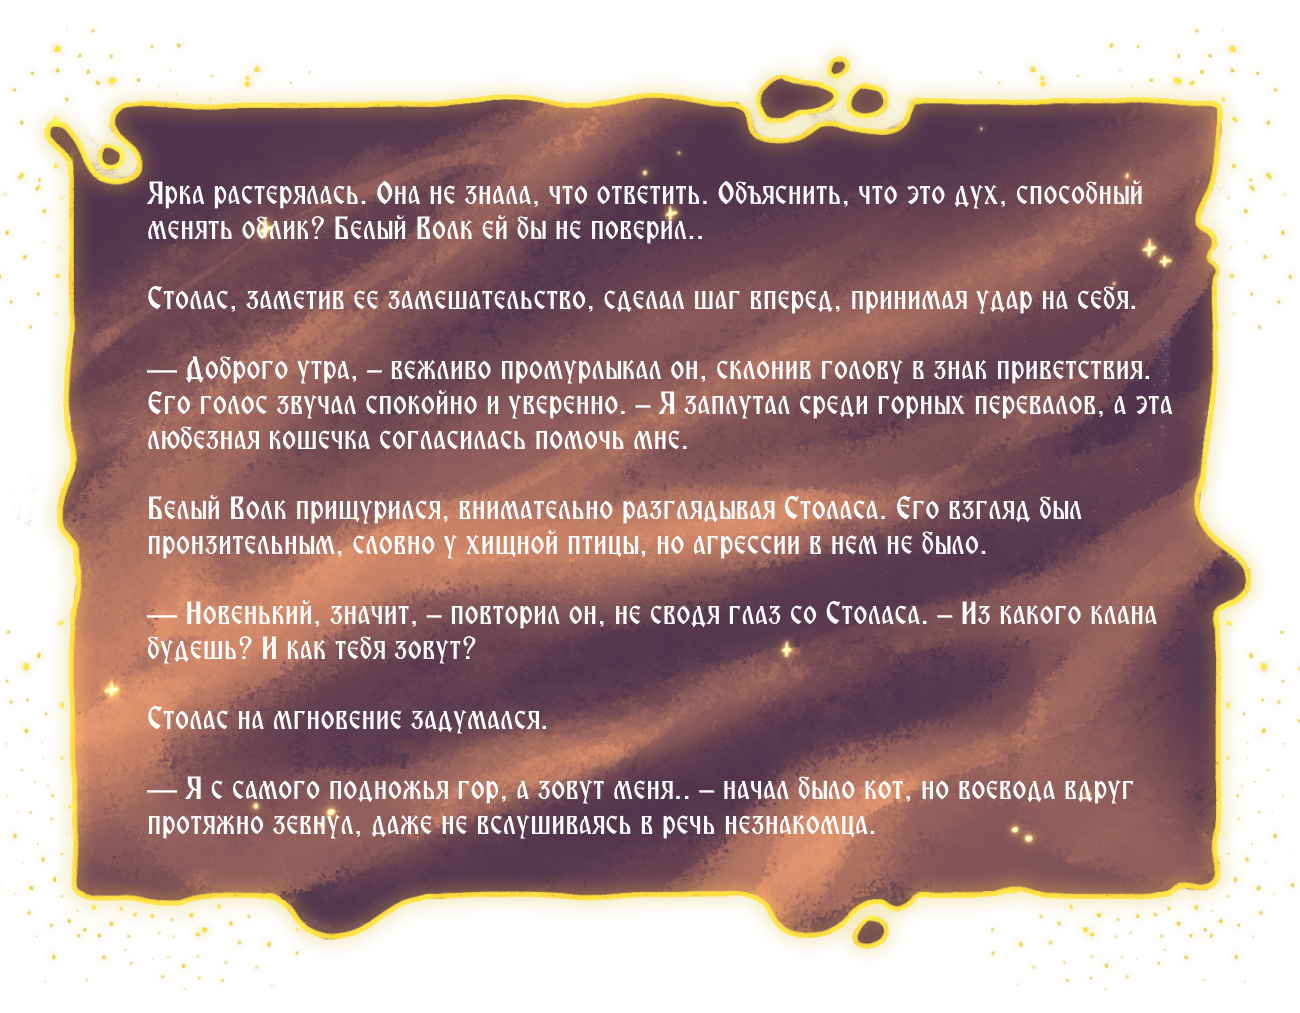 Ярка растерялась. Она не знала, что ответить. Объяснить, что это дух, способный
менять облик? Белый Волк ей бы не поверил..
Столас, заметив ее замешательство, сделал шаг вперед, принимая удар на себя.
— Доброго утра, – вежливо промурлыкал он, склонив голову в знак приветствия.
Его голос звучал спокойно и уверенно. – Я заплутал среди горных перевалов, а эта
любезная кошечка согласилась помочь мне.
Белый Волк прищурился, внимательно разглядывая Столаса. Его взгляд был
пронзительным, словно у хищной птицы, но агрессии в нем не было.
— Новенький, значит, – повторил он, не сводя глаз со Столаса. – Из какого клана
будешь? И как тебя зовут?
Столас на мгновение задумался.
— Я с самого подножья гор, а зовут меня.. – начал было кот, но воевода вдруг
протяжно зевнул, даже не вслушиваясь в речь незнакомца.